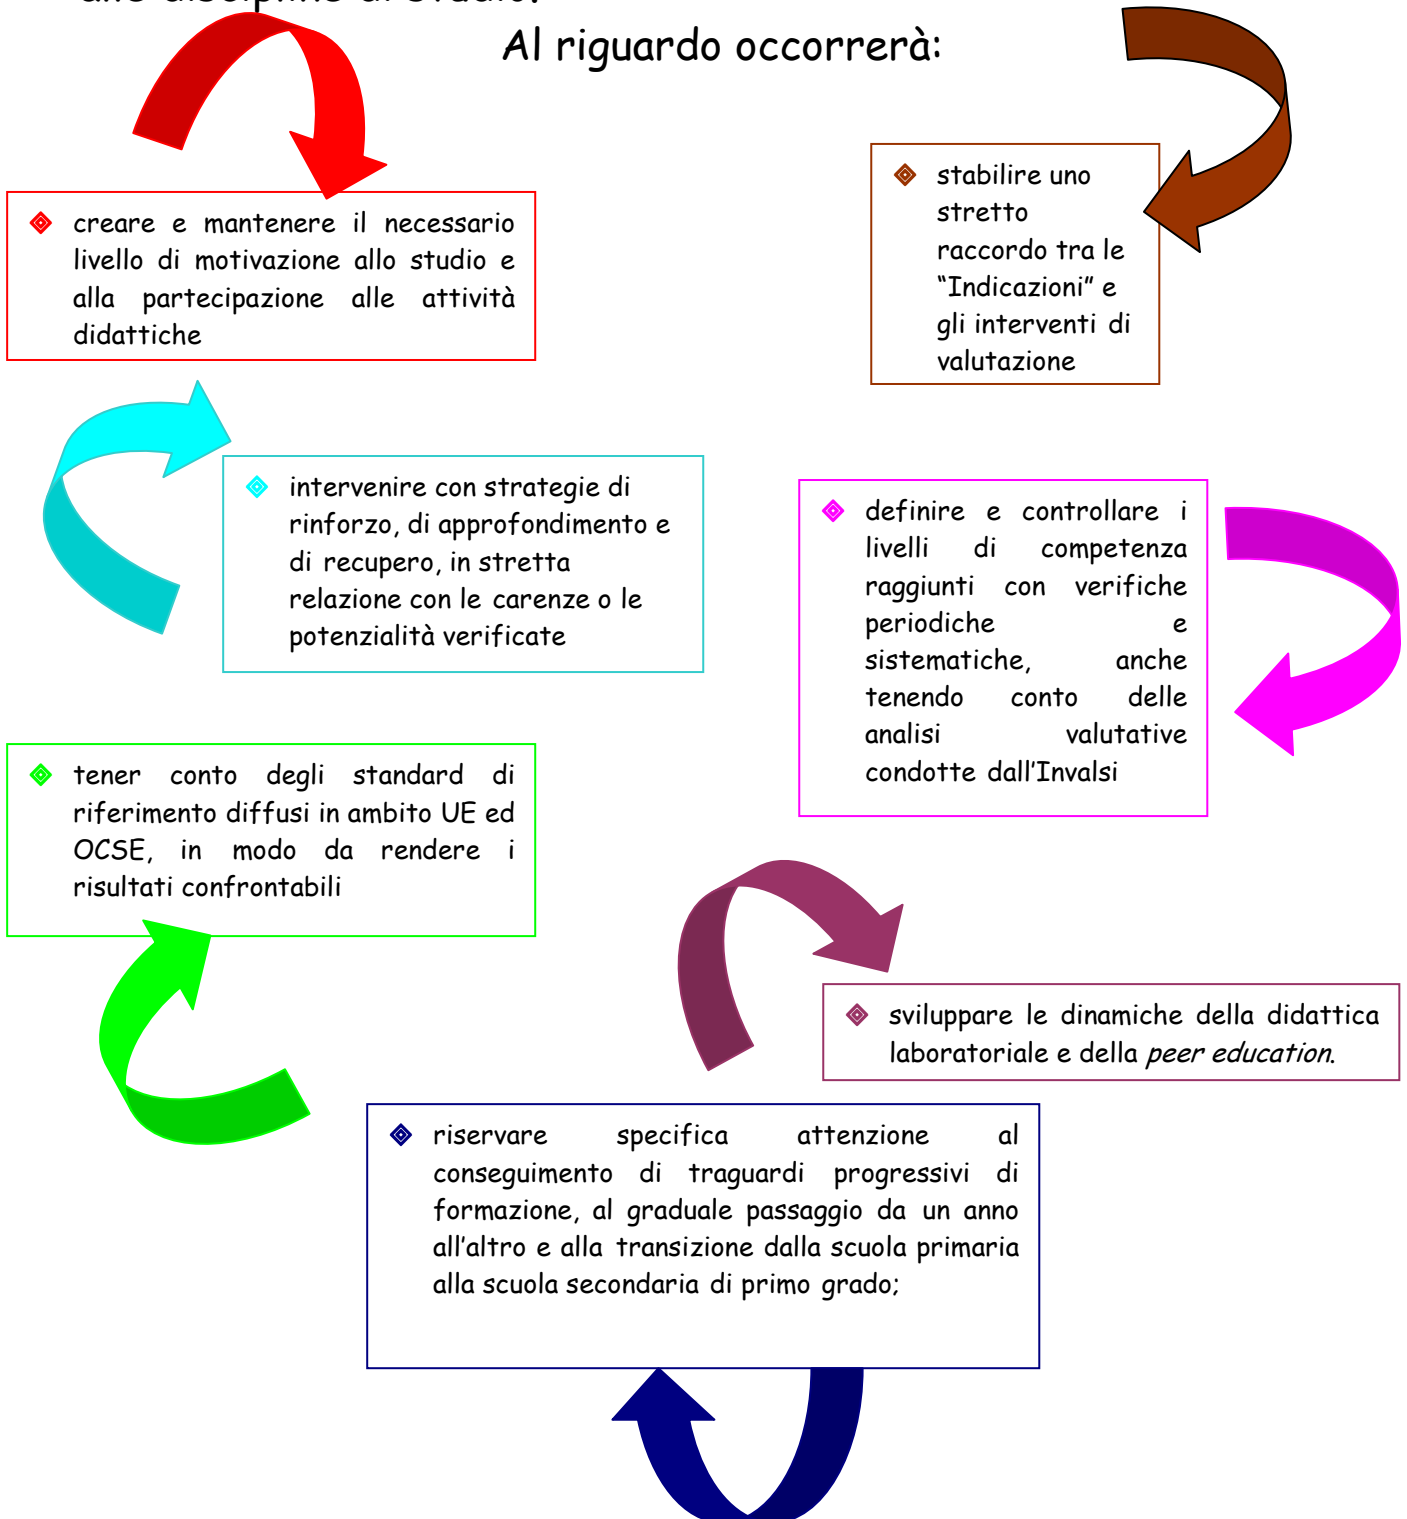 alle discipline di studio.
Al riguardo occorrerà:
creare e mantenere il necessario
livello di motivazione allo studio e
alla partecipazione alle attività
didattiche
stabilire uno
stretto
raccordo tra le
“Indicazioni” e
gli interventi di
valutazione
intervenire con strategie di
rinforzo, di approfondimento e
di recupero, in stretta
relazione con le carenze o le
potenzialità verificate
definire e controllare i
livelli di competenza
raggiunti con verifiche
periodiche e
sistematiche, anche
tenendo conto delle
analisi valutative
condotte dall’Invalsi
tener conto degli standard di
riferimento diffusi in ambito UE ed
OCSE, in modo da rendere i
risultati confrontabili
sviluppare le dinamiche della didattica
laboratoriale e della peer education.
riservare specifica attenzione al
conseguimento di traguardi progressivi di
formazione, al graduale passaggio da un anno
all’altro e alla transizione dalla scuola primaria
alla scuola secondaria di primo grado;